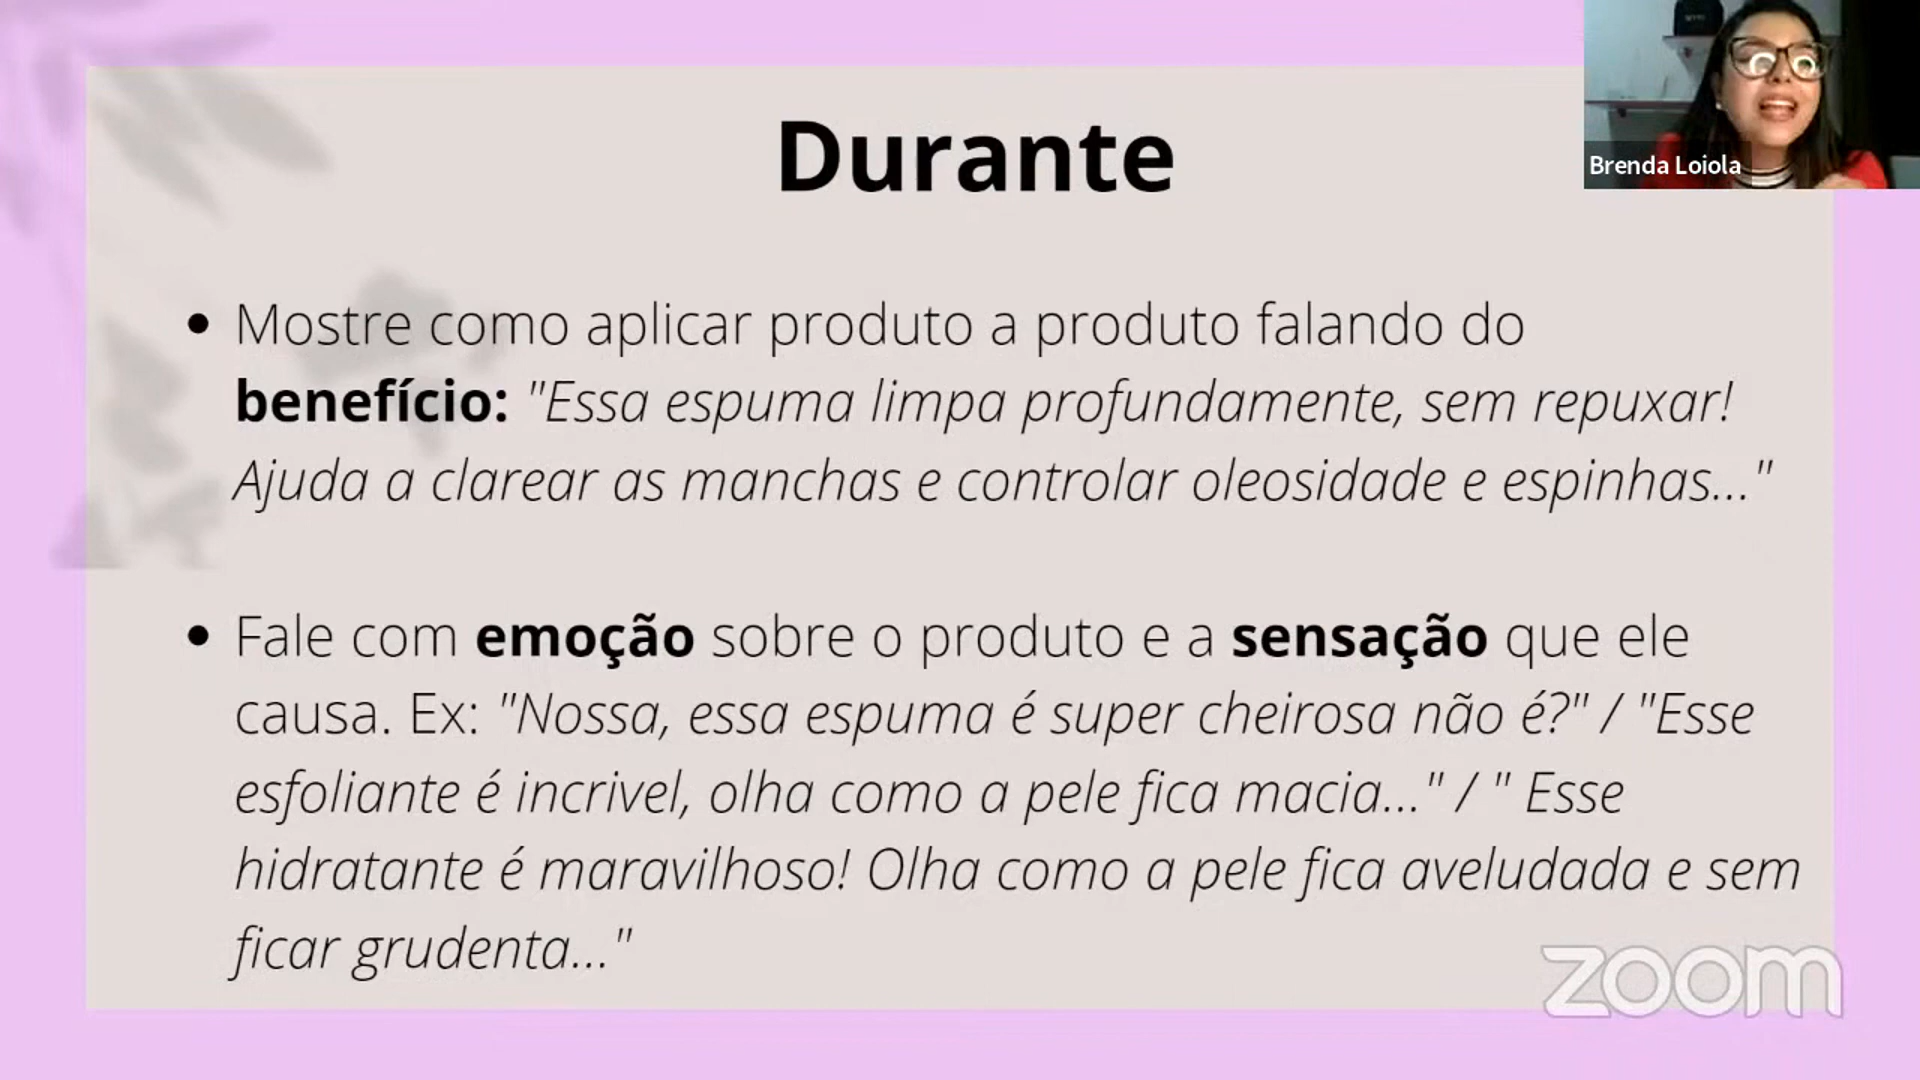 Durante
Brenda Loiola
• Mostre como aplicar produto a produto falando do
benefício: "Essa espuma limpa profundamente, sem repuxar!
Ajuda a clarear as manchas e controlar oleosidade e espinhas..."
• Fale com emoção sobre o produto e a sensação que ele
causa. Ex: "Nossa, essa espuma é super cheirosa não é?" / "Esse
esfoliante é incrivel, olha como a pele fica macia..." / " Esse
hidratante é maravilhoso! Olha como a pele fica aveludada e sem
ficar grudenta..."
zoom